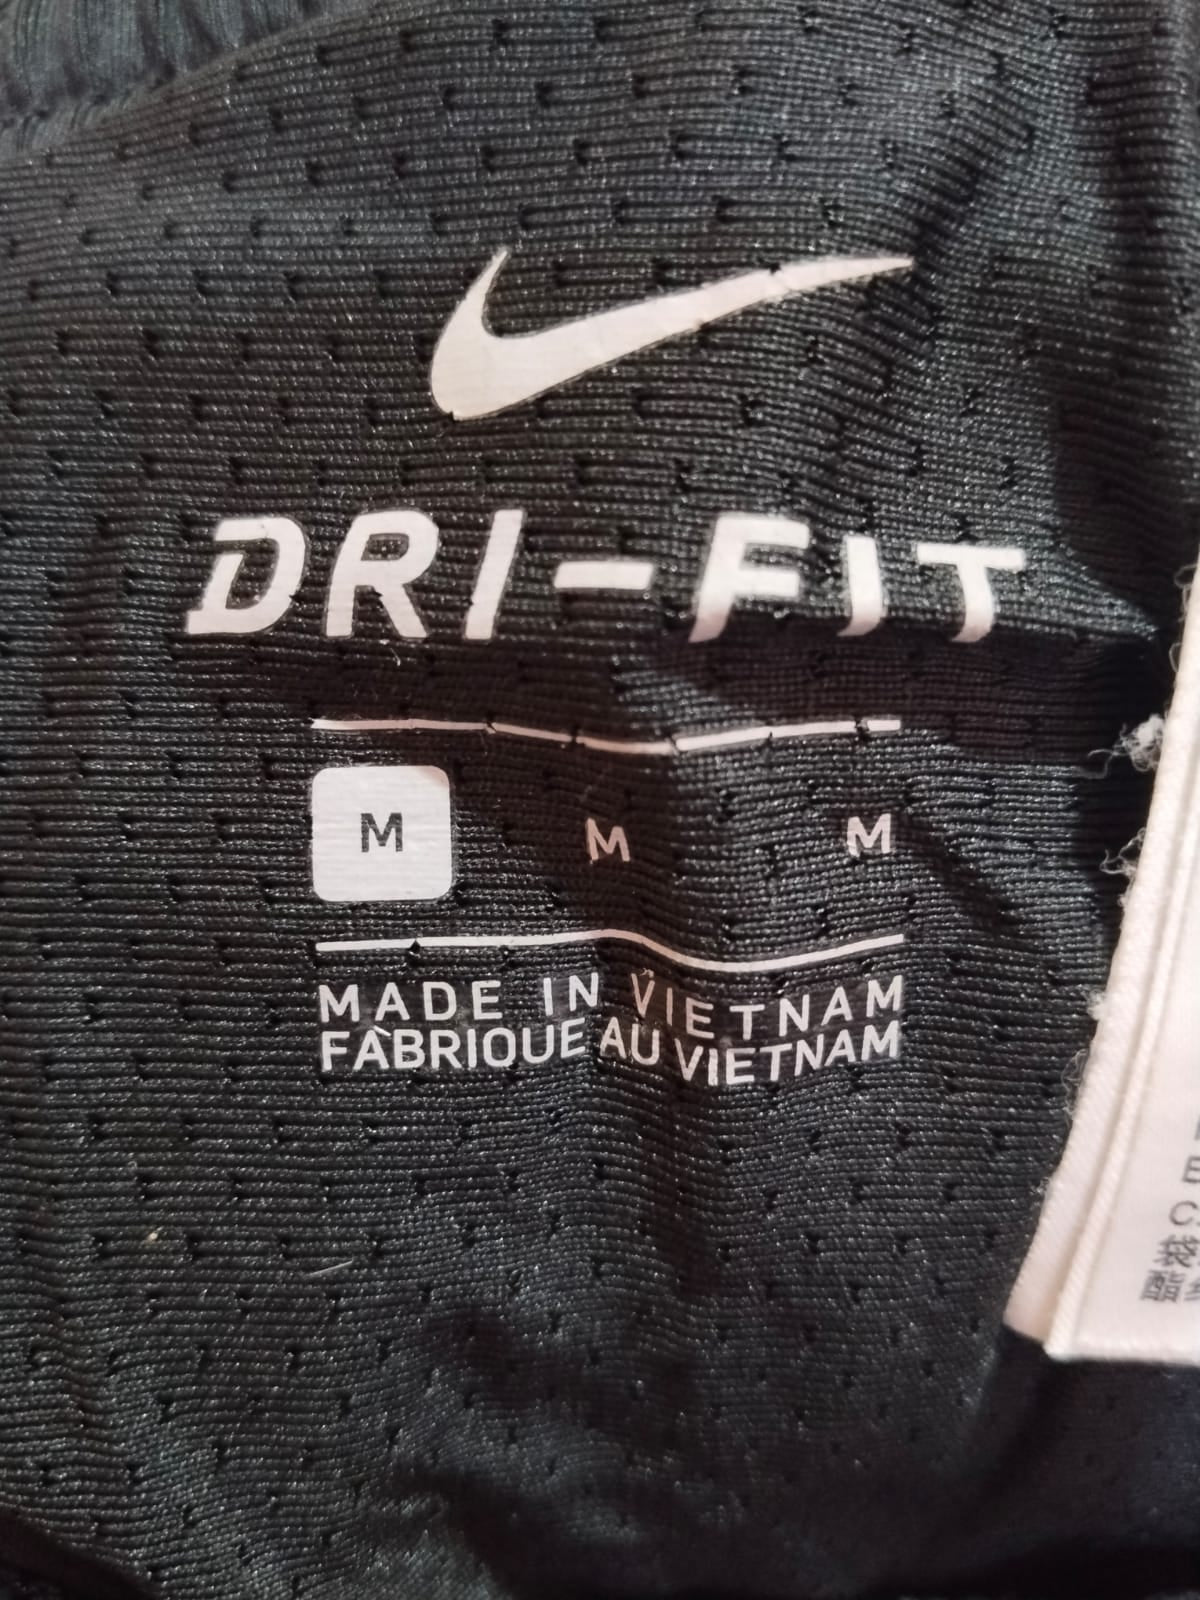 DRI-FIT
M M M
MADE IN VIETNAM
FABRIQUE AU VIETNAM